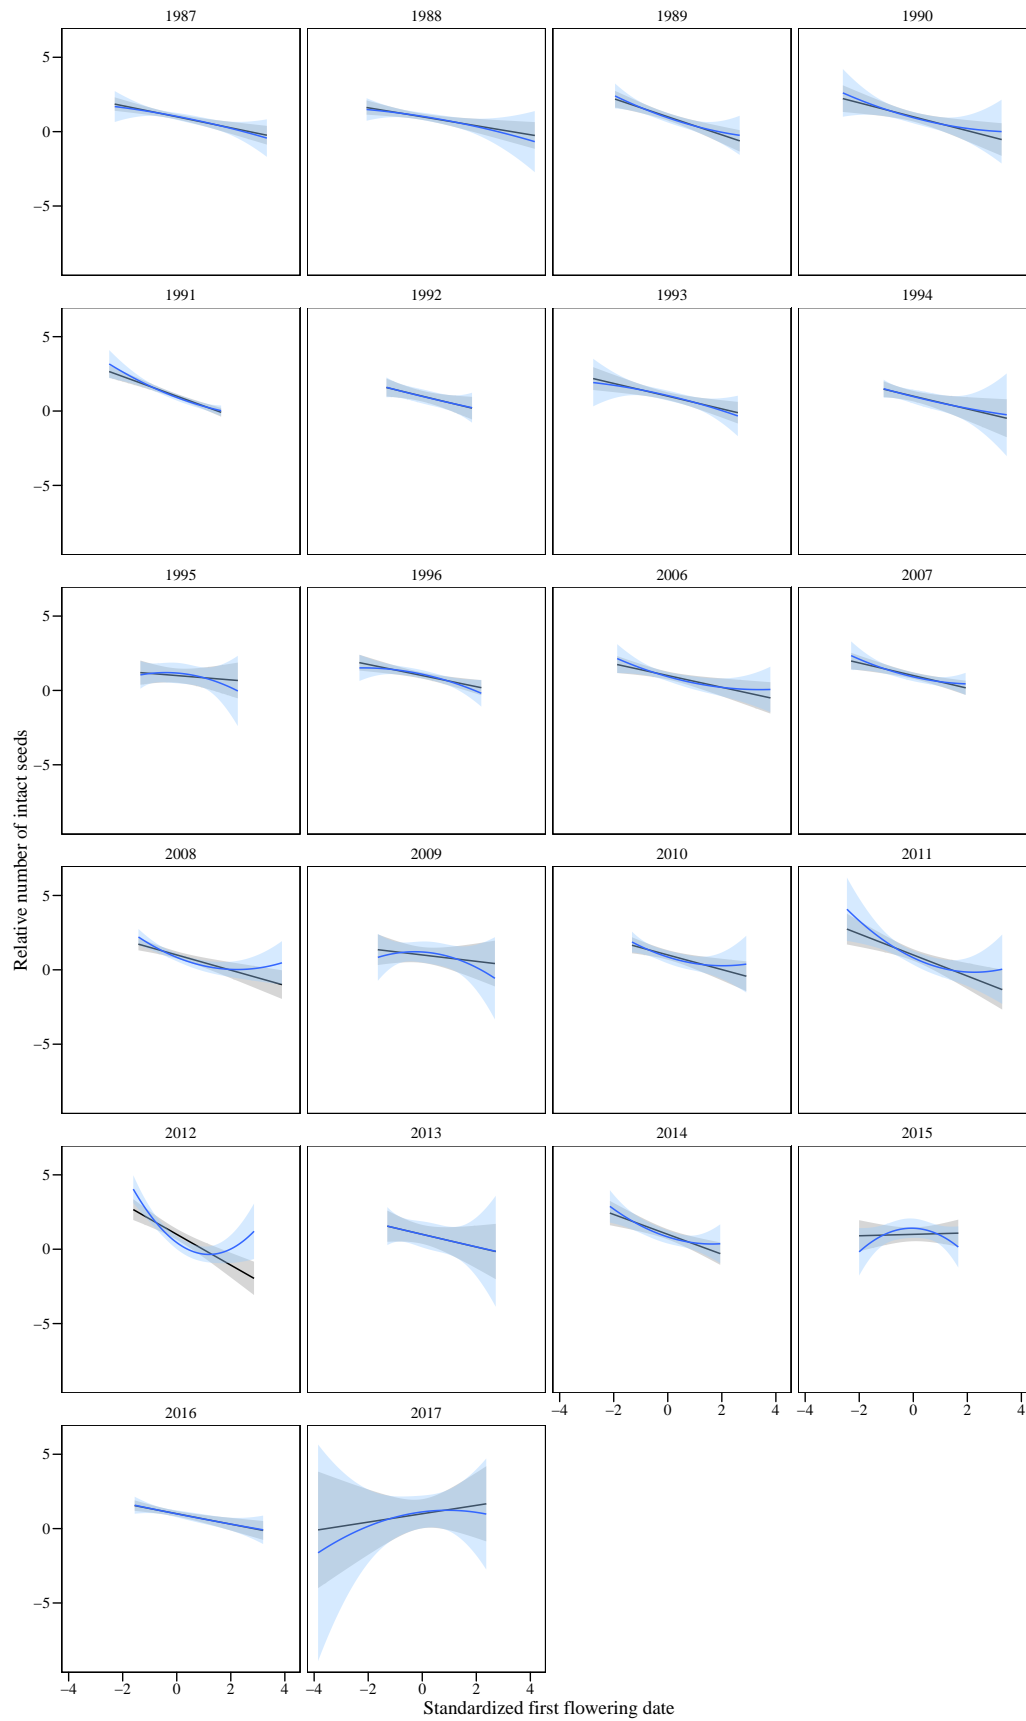 1987 1988 1989 1990
5
0
−5
1991 1992 1993 1994
5
0
−5
1995 1996 2006 2007
5
0
−5
2008 2009 2010 2011
5
0
−5
2012 2013 2014 2015
5
0
−5
−4 −2 0 2 4 −4 −2 0 2 4
2016 2017
5
0
−5
−4 −2 0 2 4 −4 −2 0 2 4
Standardized first flowering date
Relative number of intact seeds